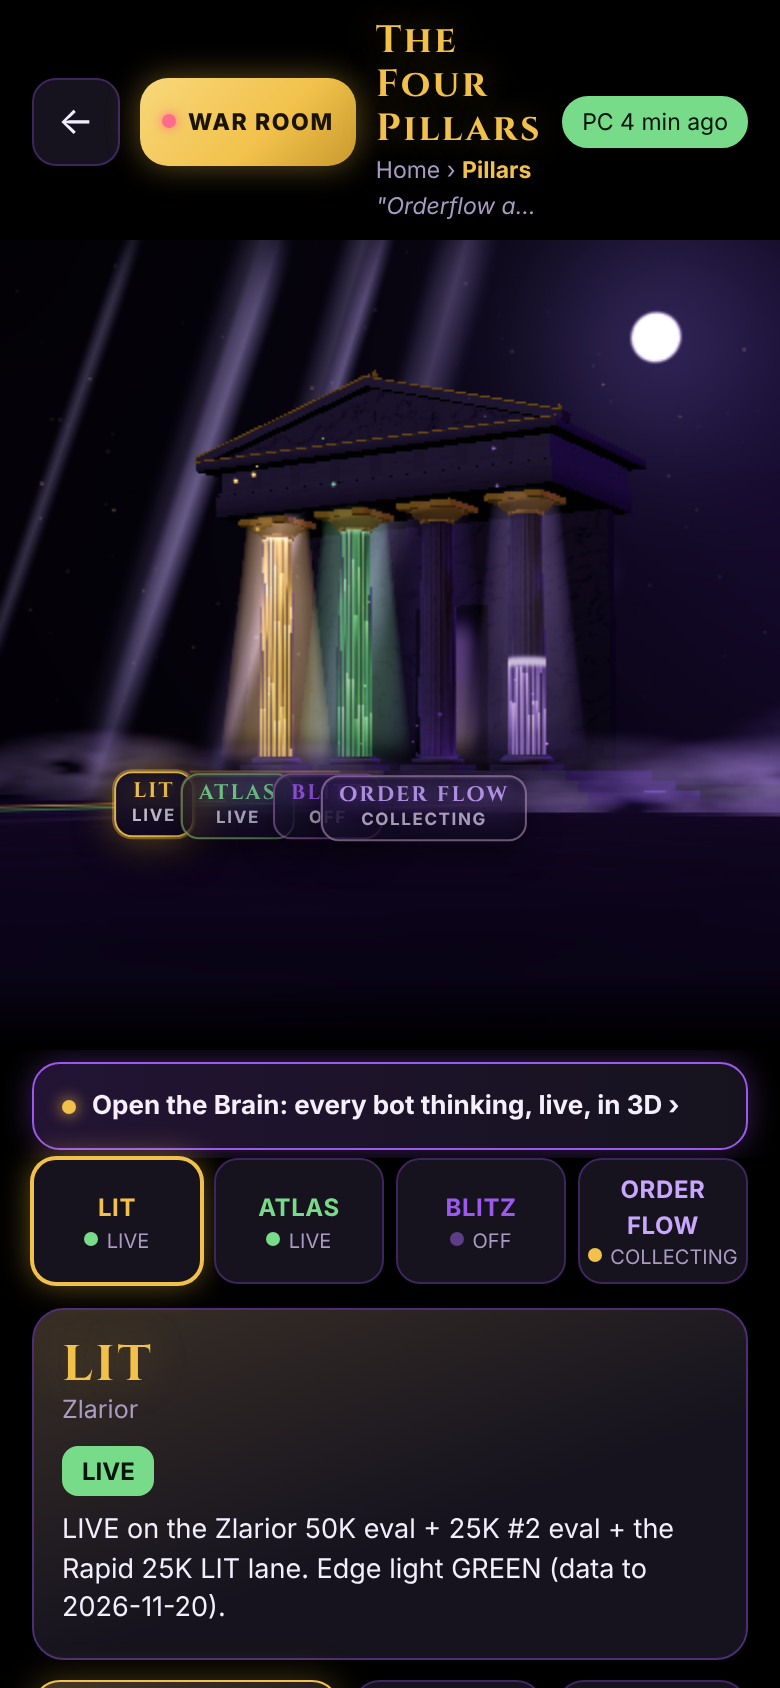 THE
FOUR
PILLARS
← WAR ROOM
PC 4 min ago
Home › Pillars
"Orderflow a...
LIT
LIVE
ATLAS
LIVE
BL
OFF
ORDER FLOW
COLLECTING
Open the Brain: every bot thinking, live, in 3D ›
LIT
LIVE
ATLAS
LIVE
BLITZ
OFF
ORDER
FLOW
COLLECTING
LIT
Zlarior
LIVE
LIVE on the Zlarior 50K eval + 25K #2 eval + the
Rapid 25K LIT lane. Edge light GREEN (data to
2026-11-20).